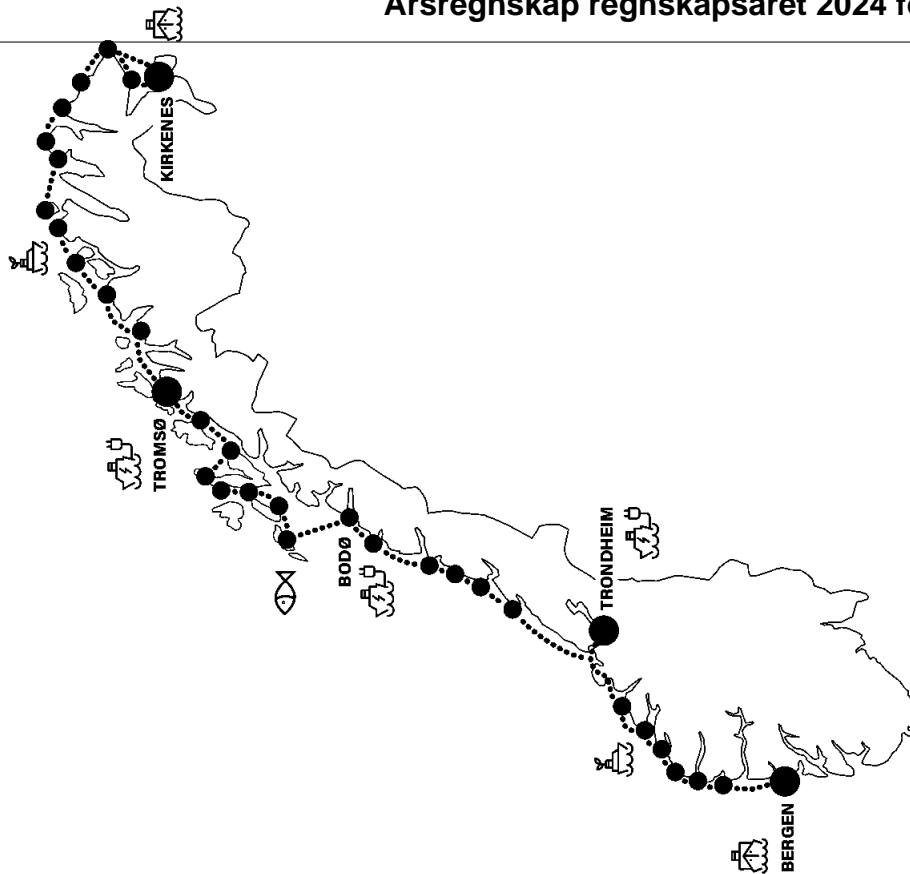 Årsregnskap regnskapsåret 2024 fo
KIRKENES
TROMSØ
BODØ
TRONDHEIM
BERGEN